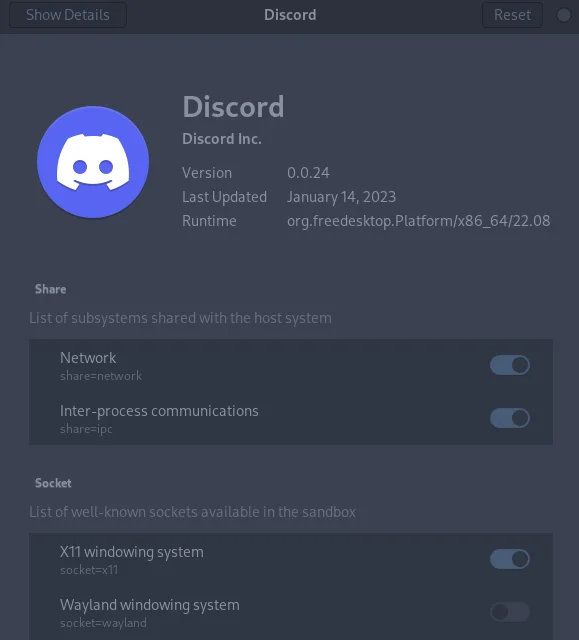 Show Details Discord Reset
Discord
Discord Inc.
Version 0.0.24
Last Updated January 14, 2023
Runtime org.freedesktop.Platform/x86_64/22.08
Share
List of subsystems shared with the host system
Network
share=network
Inter-process communications
share=ipc
Socket
List of well-known sockets available in the sandbox
X11 windowing system
socket=x11
Wayland windowing system
socket=wayland